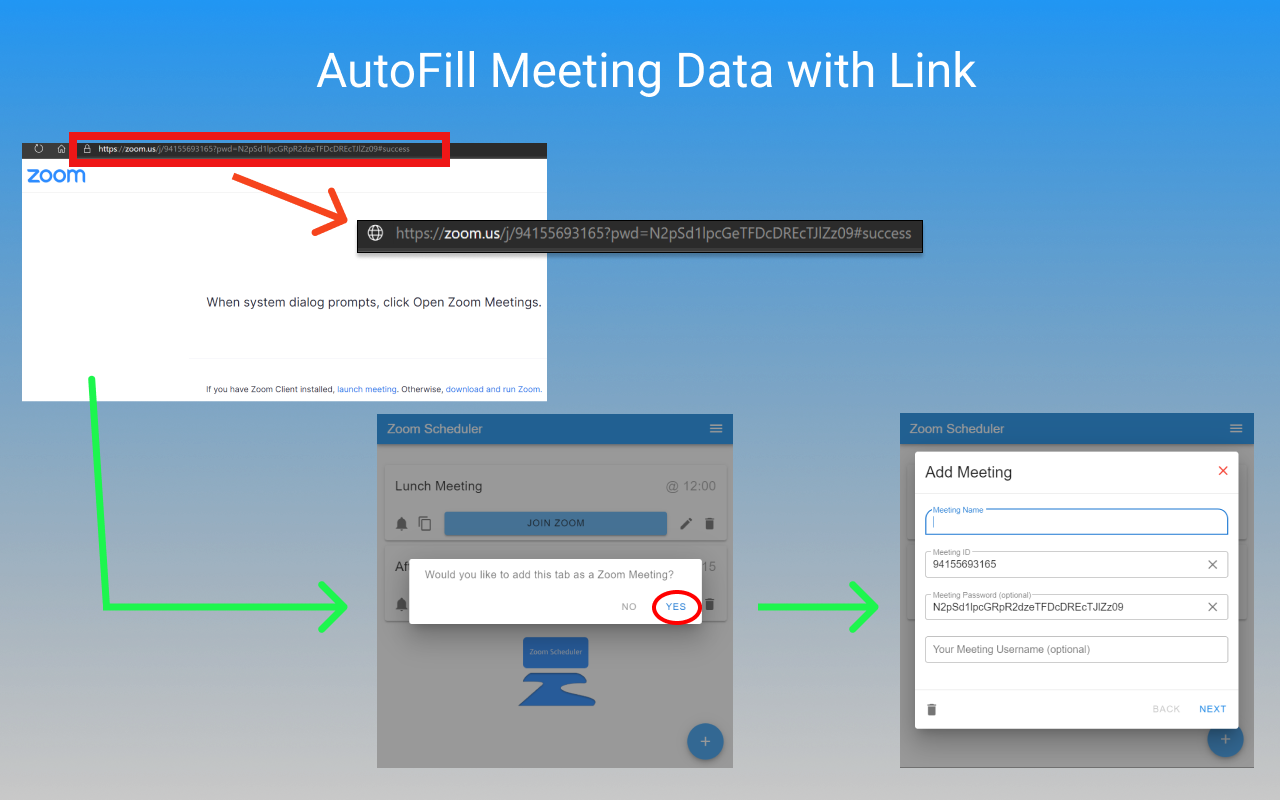 AutoFill Meeting Data with Link
https://zoom.us/j/94155693165?pwd=N2pSd1lpcGRpR2dzeTFDcDREcTJlZz09#success
zoom
https://zoom.us/j/94155693165?pwd=N2pSd1lpcGeTFDcDREcTJlZz09#success
When system dialog prompts, click Open Zoom Meetings.
If you have Zoom Client installed, launch meeting. Otherwise, download and run Zoom.
Zoom Scheduler
Lunch Meeting @ 12:00
JOIN ZOOM
Af 15
Would you like to add this tab as a Zoom Meeting?
NO YES
Zoom Scheduler
+
Zoom Scheduler
Add Meeting
Meeting Name
Meeting ID
94155693165
Meeting Password (optional)
N2pSd1lpcGRpR2dzeTFDcDREcTJlZz09
Your Meeting Username (optional)
BACK NEXT
+